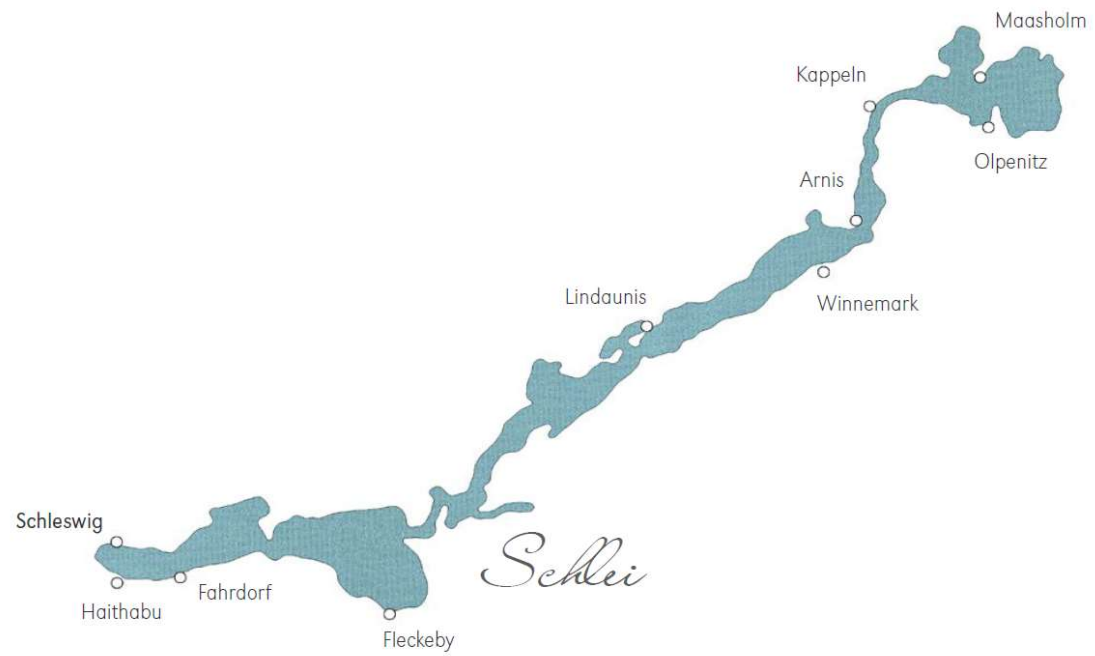 Maasholm
Kappeln
Olpenitz
Arnis
Lindaunis
Winnemark
Schleswig
Schlei
Fahrdorf
Haithabu
Fleckeby